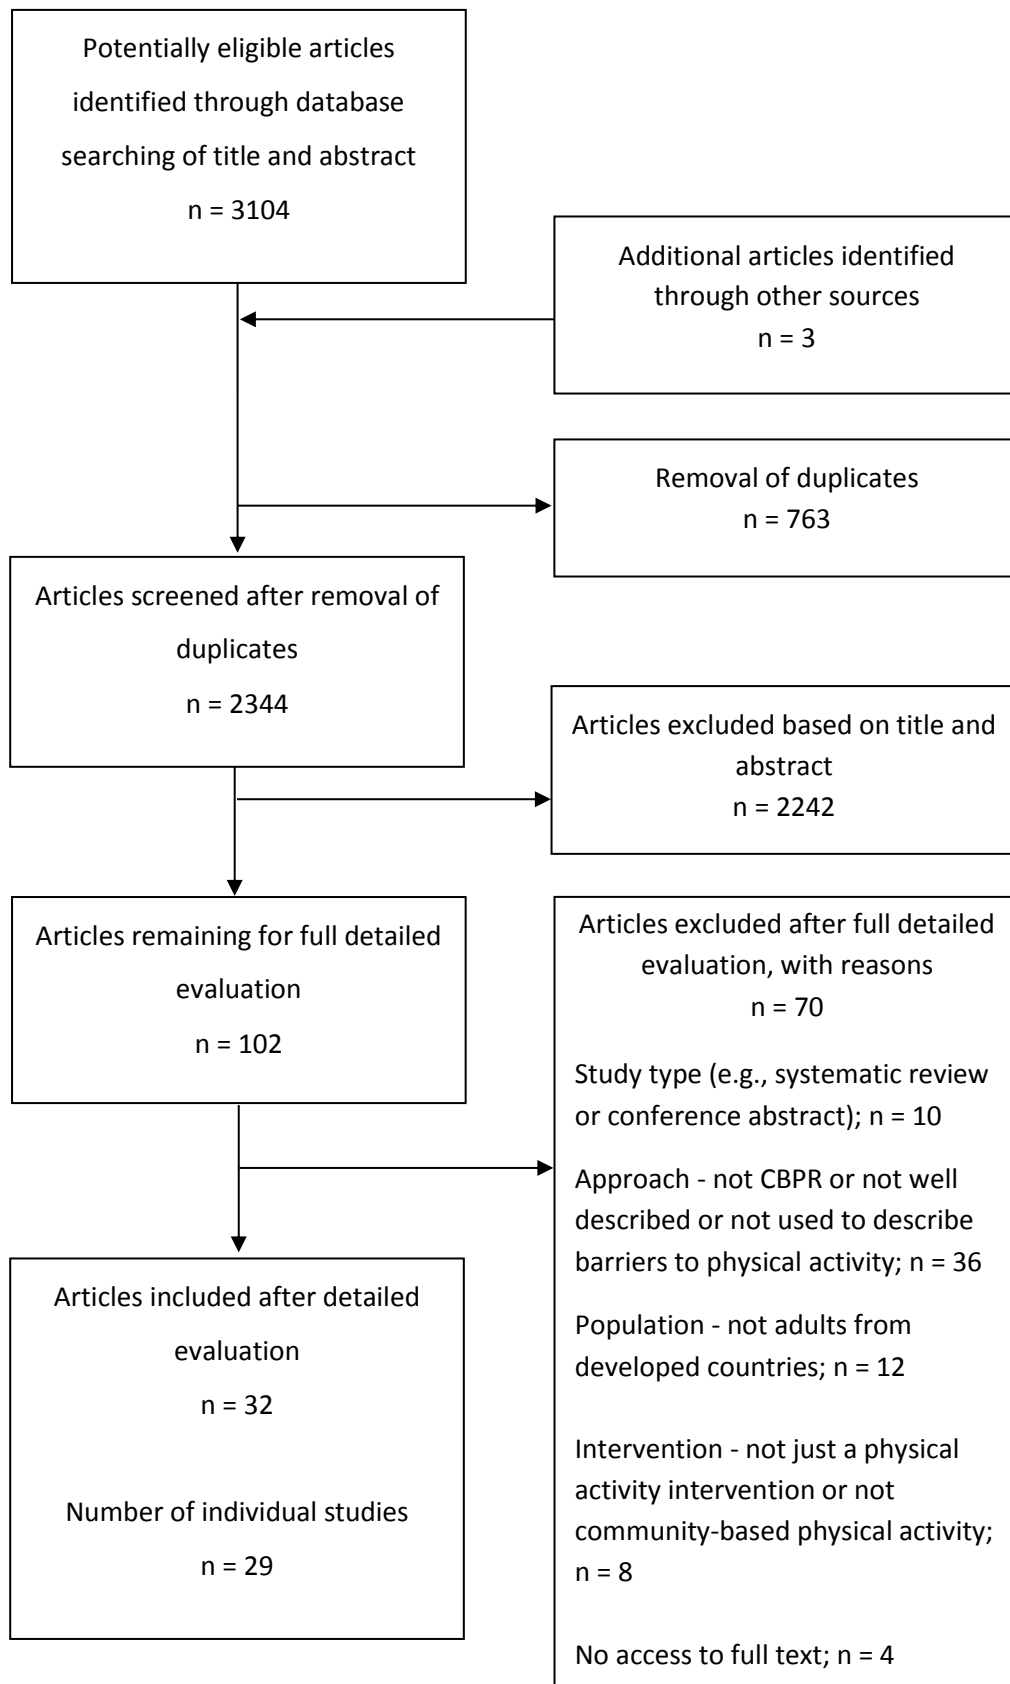 Potentially eligible articles
identified through database
searching of title and abstract
n = 3104
Additional articles identified
through other sources
n = 3
Removal of duplicates
n = 763
Articles screened after removal of
duplicates
n = 2344
Articles excluded based on title and
abstract
n = 2242
Articles remaining for full detailed
evaluation
n = 102
Articles excluded after full detailed
evaluation, with reasons
n = 70
Study type (e.g., systematic review
or conference abstract); n = 10
Approach - not CBPR or not well
described or not used to describe
barriers to physical activity; n = 36
Population - not adults from
developed countries; n = 12
Intervention - not just a physical
activity intervention or not
community-based physical activity;
n = 8
No access to full text; n = 4
Articles included after detailed
evaluation
n = 32
Number of individual studies
n = 29